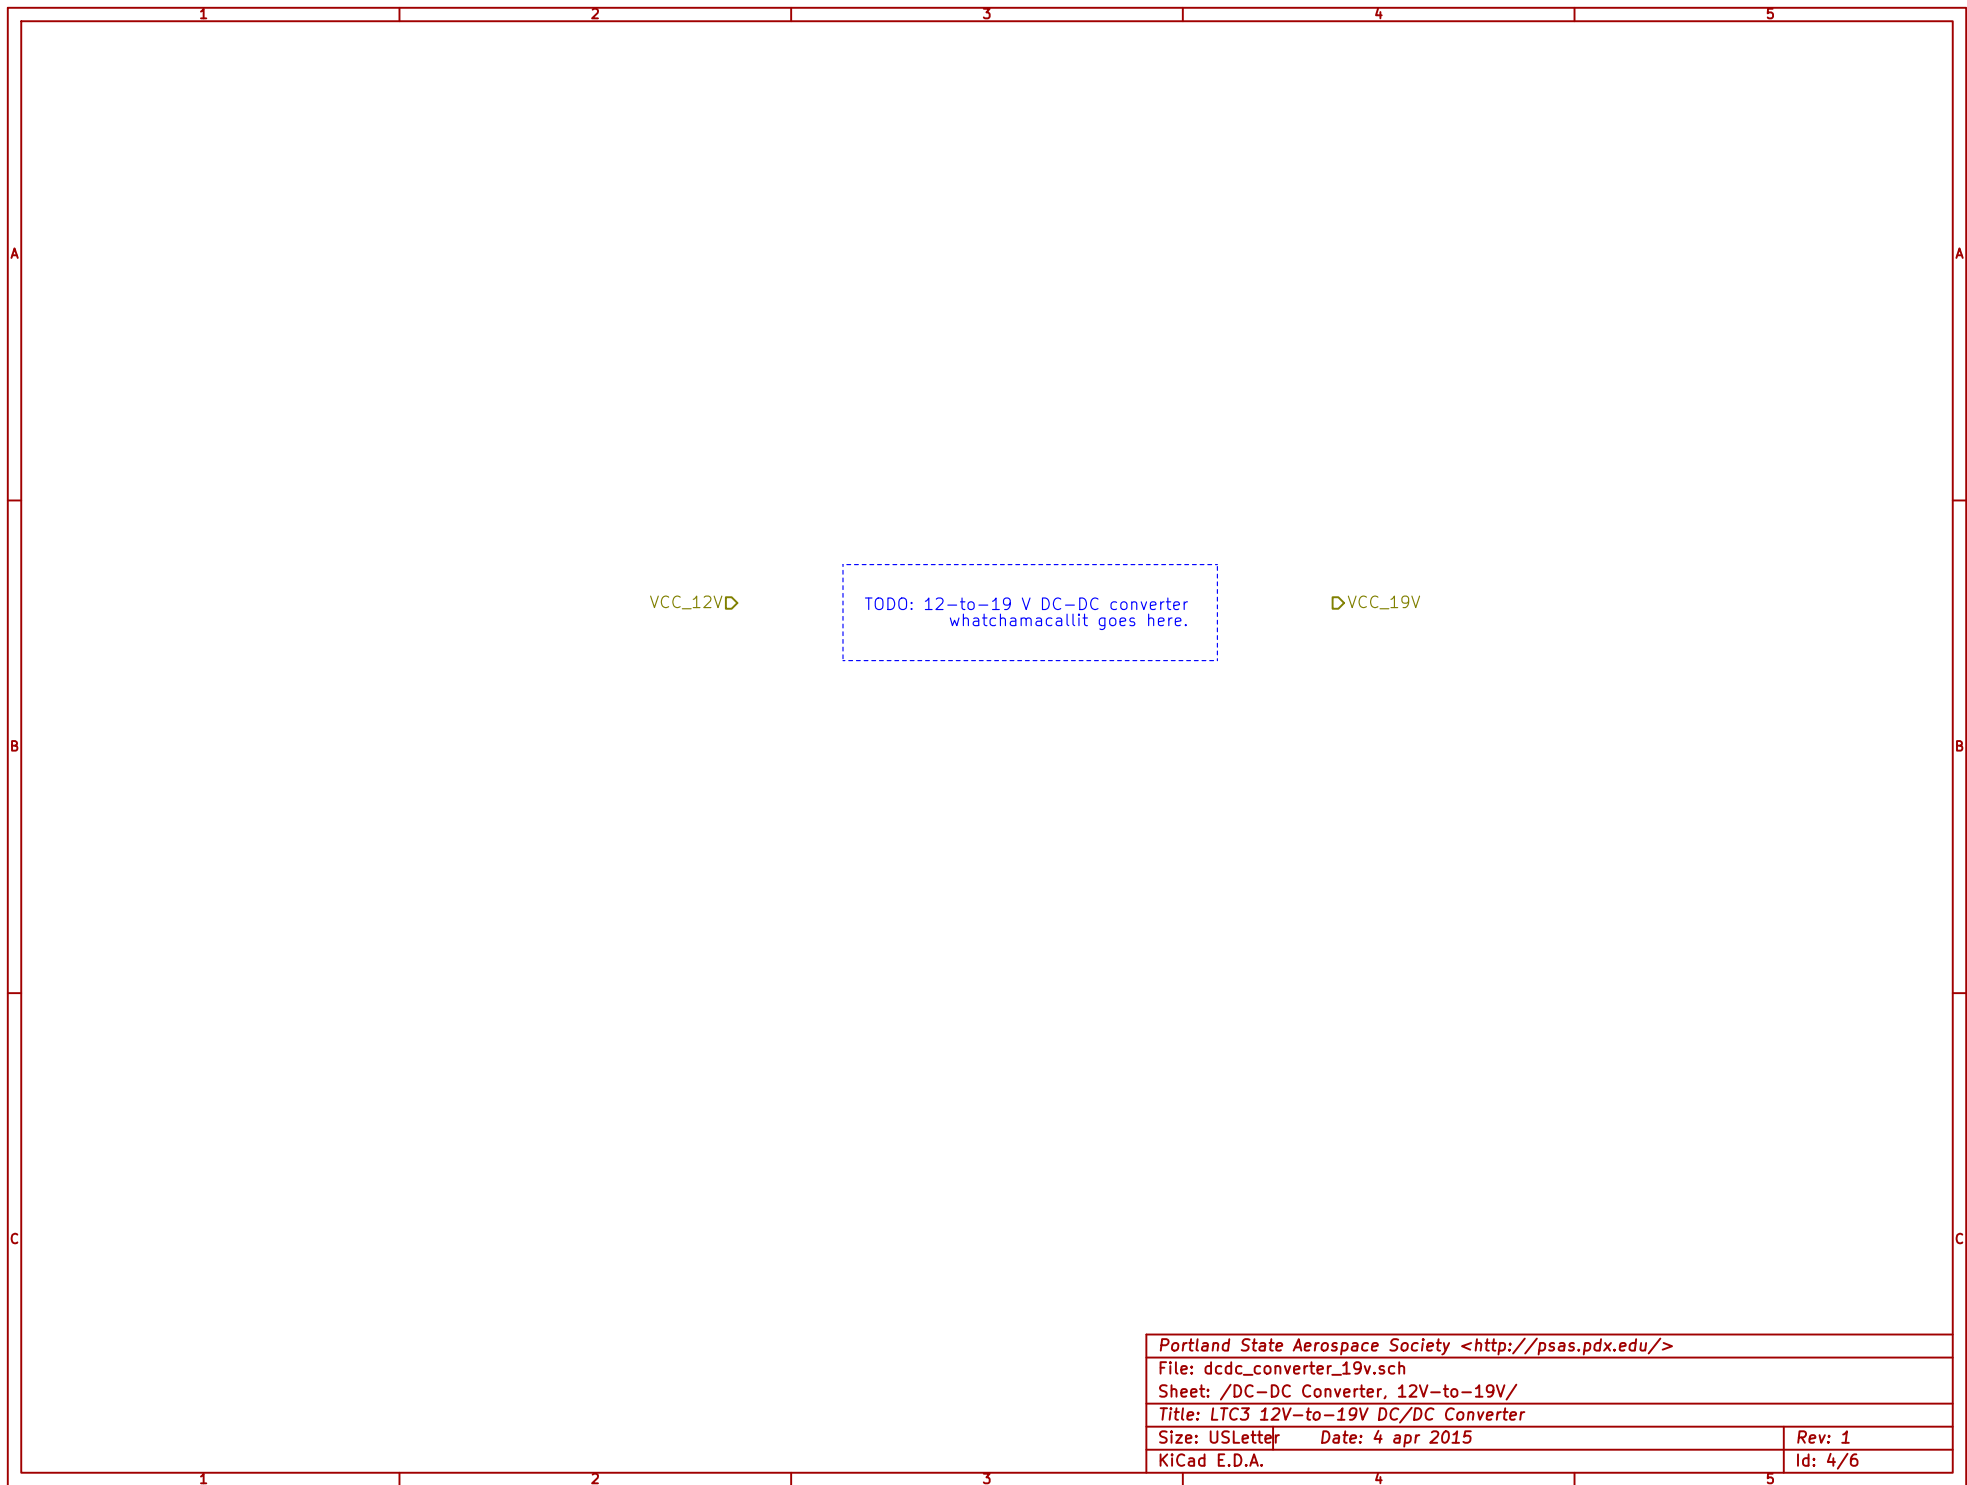 1 2 3 4 5
A A
VCC_12V TODO: 12-to-19 V DC-DC converter VCC_19V
whatchamacallit goes here.
B B
C C
Portland State Aerospace Society <http://psas.pdx.edu/>
File: dcdc_converter_19v.sch
Sheet: /DC-DC Converter, 12V-to-19V/
Title: LTC3 12V-to-19V DC/DC Converter
Size: USLetter Date: 4 apr 2015 Rev: 1
KiCad E.D.A. Id: 4/6
1 2 3 4 5